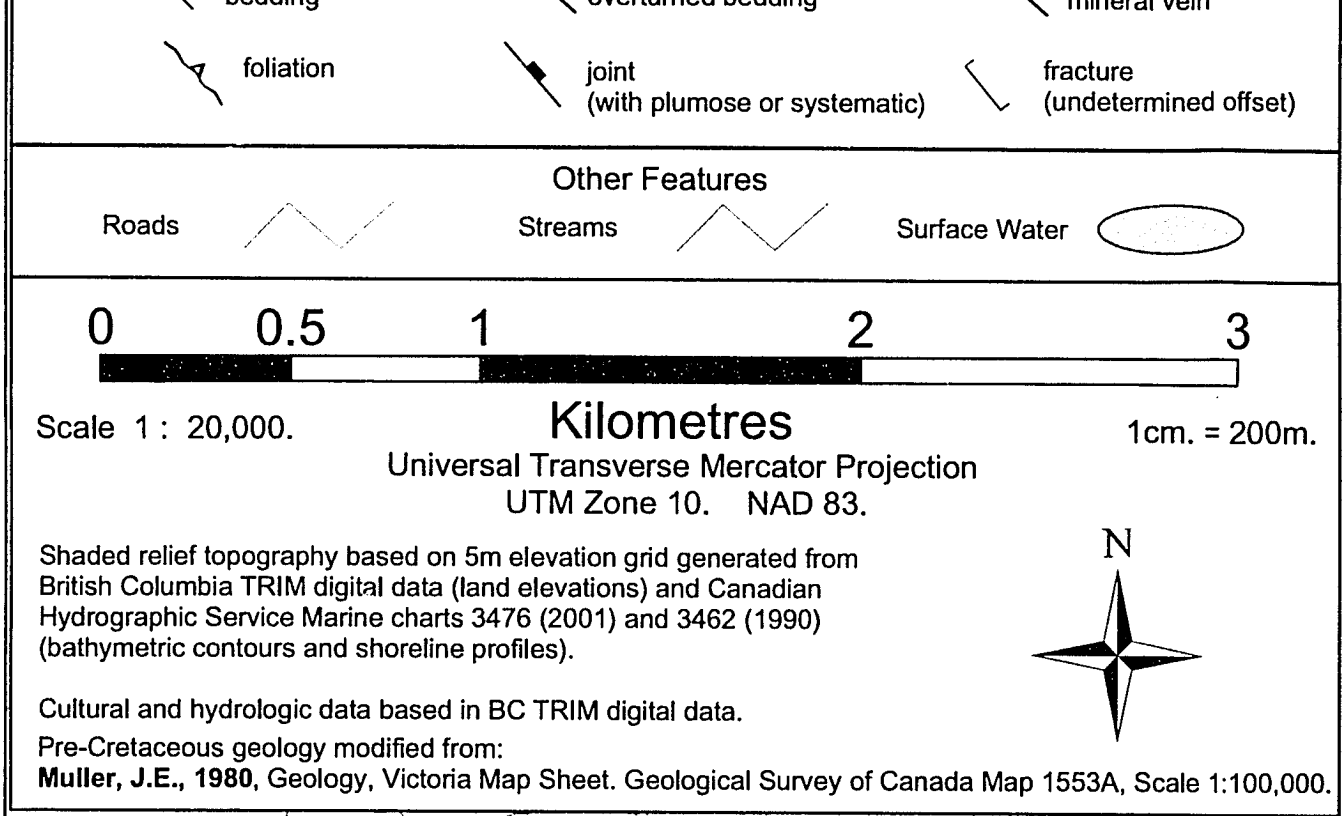 bedding overturned bedding mineral vein
foliation joint fracture
(with plumose or systematic) (undetermined offset)
Other Features
Roads Streams Surface Water
0 0.5 1 2 3
Scale 1 : 20,000. Kilometres 1cm. = 200m.
Universal Transverse Mercator Projection
UTM Zone 10. NAD 83.
N
Shaded relief topography based on 5m elevation grid generated from
British Columbia TRIM digital data (land elevations) and Canadian
Hydrographic Service Marine charts 3476 (2001) and 3462 (1990)
(bathymetric contours and shoreline profiles).
Cultural and hydrologic data based in BC TRIM digital data.
Pre-Cretaceous geology modified from:
Muller, J.E., 1980, Geology, Victoria Map Sheet. Geological Survey of Canada Map 1553A, Scale 1:100,000.